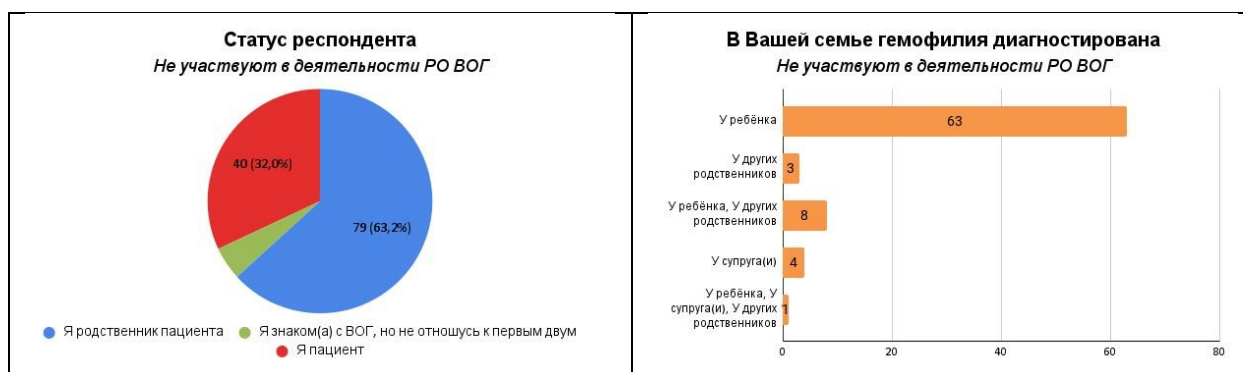 Статус респондента
Не участвуют в деятельности РО ВОГ
40 (32,0%)
79 (63,2%)
Я родственник пациента
Я знаком(а) с ВОГ, но не отношусь к первым двум
Я пациент
В Вашей семье гемофилия диагностирована
Не участвуют в деятельности РО ВОГ
У ребёнка
63
У других
родственников
3
У ребёнка, У других
родственников
8
У супруга(и)
4
У ребёнка, У
супруга(и), У других
родственников
1
0
20
40
60
80